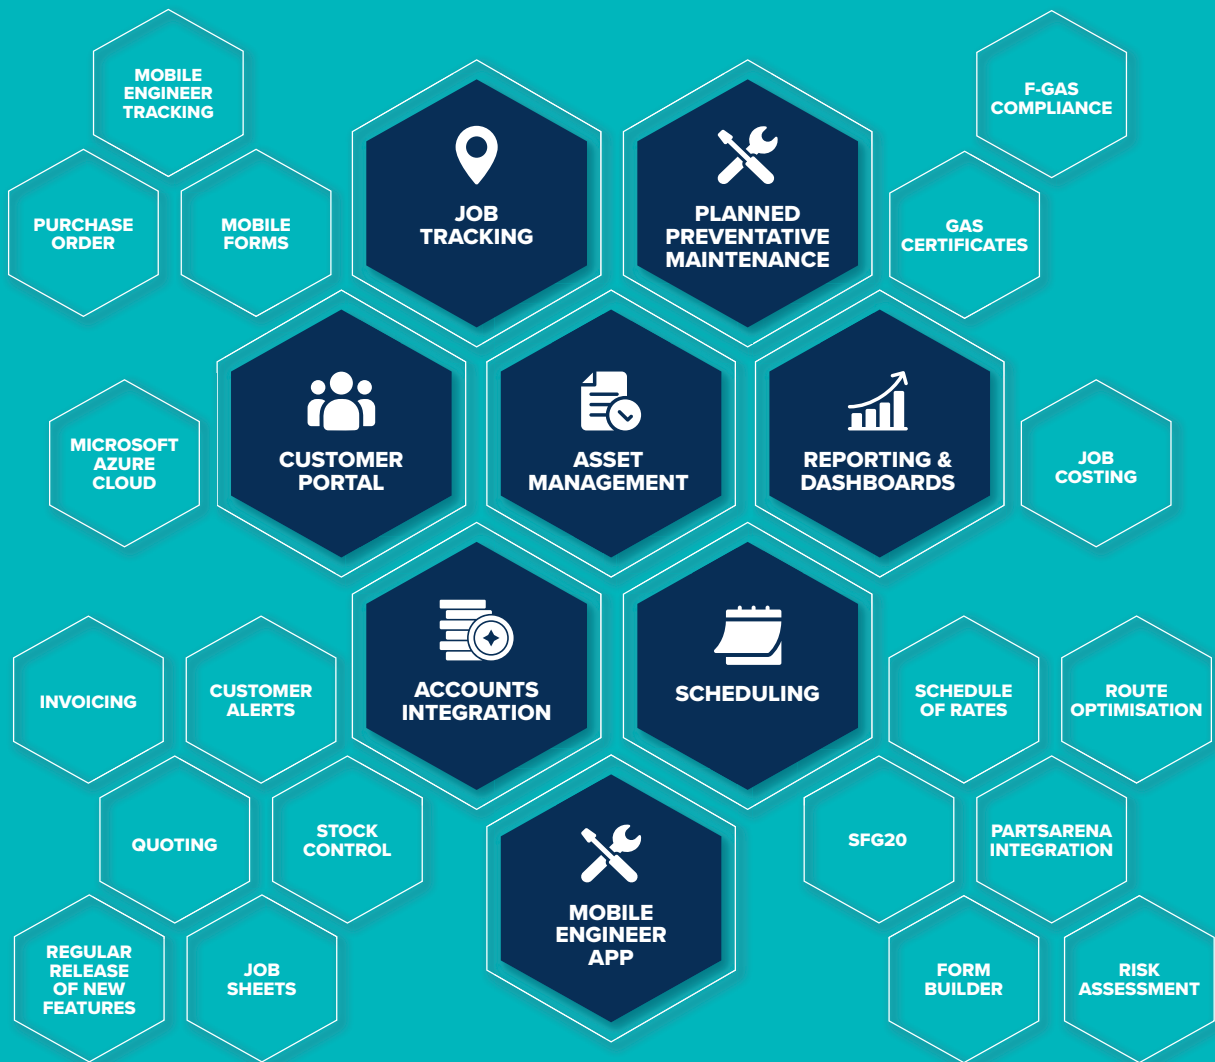 MOBILE
ENGINEER
TRACKING
F-GAS
COMPLIANCE
PURCHASE
ORDER
MOBILE
FORMS
JOB
TRACKING
PLANNED
PREVENTATIVE
MAINTENANCE
GAS
CERTIFICATES
MICROSOFT
AZURE
CLOUD
CUSTOMER
PORTAL
ASSET
MANAGEMENT
REPORTING &
DASHBOARDS
JOB
COSTING
INVOICING
CUSTOMER
ALERTS
ACCOUNTS
INTEGRATION
SCHEDULING
SCHEDULE
OF RATES
ROUTE
OPTIMISATION
QUOTING
STOCK
CONTROL
SFG20
PARTSARENA
INTEGRATION
REGULAR
RELEASE
OF NEW
FEATURES
JOB
SHEETS
MOBILE
ENGINEER
APP
FORM
BUILDER
RISK
ASSESSMENT